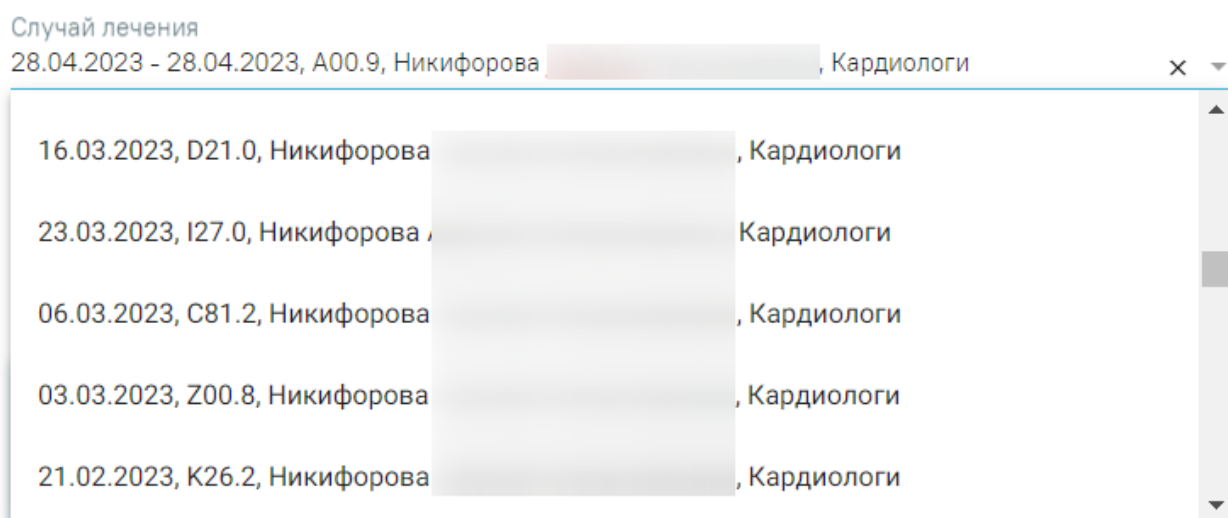 Случай лечения
28.04.2023 - 28.04.2023, A00.9, Никифорова , Кардиологи
16.03.2023, D21.0, Никифорова , Кардиологи
23.03.2023, I27.0, Никифорова Кардиологи
06.03.2023, C81.2, Никифорова , Кардиологи
03.03.2023, Z00.8, Никифорова , Кардиологи
21.02.2023, K26.2, Никифорова , Кардиологи